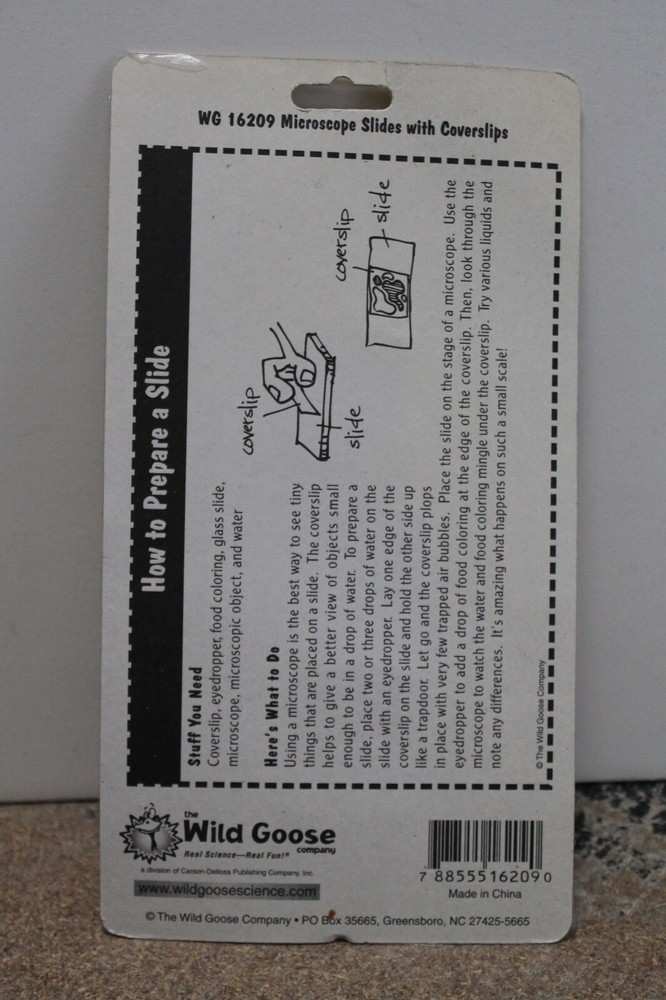 WG 16209 Microscope Slides with Coverslips
How to Prepare a Slide
Stuff You Need
Coverslip, eyedropper, food coloring, glass slide,
microscope, microscopic object, and water
Here's What to Do
Using a microscope is the best way to see tiny
things that are placed on a slide. The coverslip
helps to give a better view of objects small
enough to be in a drop of water. To prepare a
slide, place two or three drops of water on the
slide with an eyedropper. Lay one edge of the
coverslip on the slide and hold the other side up
like a trapdoor. Let go and the coverslip plops
in place with very few trapped air bubbles. Place the slide on the stage of a microscope. Use the
eyedropper to add a drop of food coloring at the edge of the coverslip. Then, look through the
microscope to watch the water and food coloring mingle under the coverslip. Try various liquids and
note any differences. It's amazing what happens on such a small scale!
coverslip
slide
coverslip
slide
© The Wild Goose Company
the
Wild Goose
company
Real Science—Real Fun!®
a division of Carson-Dellosa Publishing Company, Inc.
www.wildgoosescience.com
7 88555 16209 0
Made in China
© The Wild Goose Company • PO Box 35665, Greensboro, NC 27425-5665